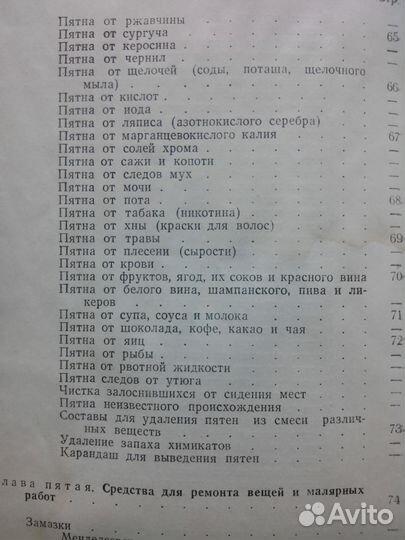 Стр.
Пятна от ржавчины
Пятна от сургуча 65
Пятна от керосина
Пятна от чернил
Пятна от щелочей (соды, поташа, щелочного
мыла) 66
Пятна от кислот
Пятна от иода
Пятна от ляписа (азотнокислого серебра)
Пятна от марганцевокислого калия 67
Пятна от солей хрома
Пятна от сажи и копоти
Пятна от следов мух
Пятна от мочи
Пятна от пота 68
Пятна от табака (никотина)
Пятна от хны (краски для волос)
Пятна от травы 69
Пятна от плесени (сырости)
Пятна от крови
Пятна от фруктов, ягод, их соков и красного вина 70
Пятна от белого вина, шампанского, пива и ли-
керов
Пятна от супа, соуса и молока 71
Пятна от шоколада, кофе, какао и чая
Пятна от яиц 72
Пятна от рыбы
Пятна от рвотной жидкости
Пятна следов от утюга
Чистка залоснившихся от сидения мест
Пятна неизвестного происхождения
Составы для удаления пятен из смеси различ-
ных веществ 73
Удаление запаха химикатов
Карандаш для выведения пятен
лава пятая. Средства для ремонта вещей и малярных
работ 74
Замазки
Avito